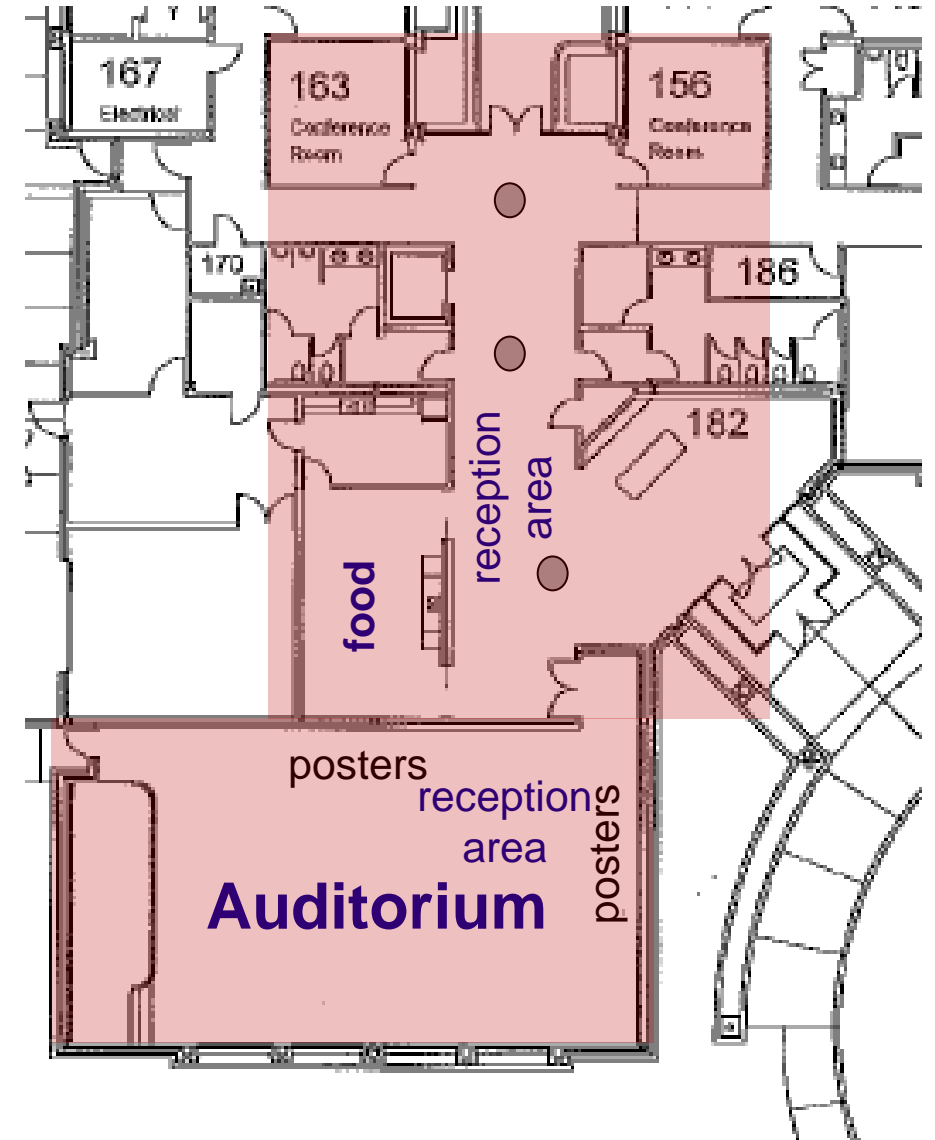 Y
167
Electrical
163
Conference
Room
156
Conference
Room
170
186
182
reception
area
food
posters
reception
area
posters
Auditorium